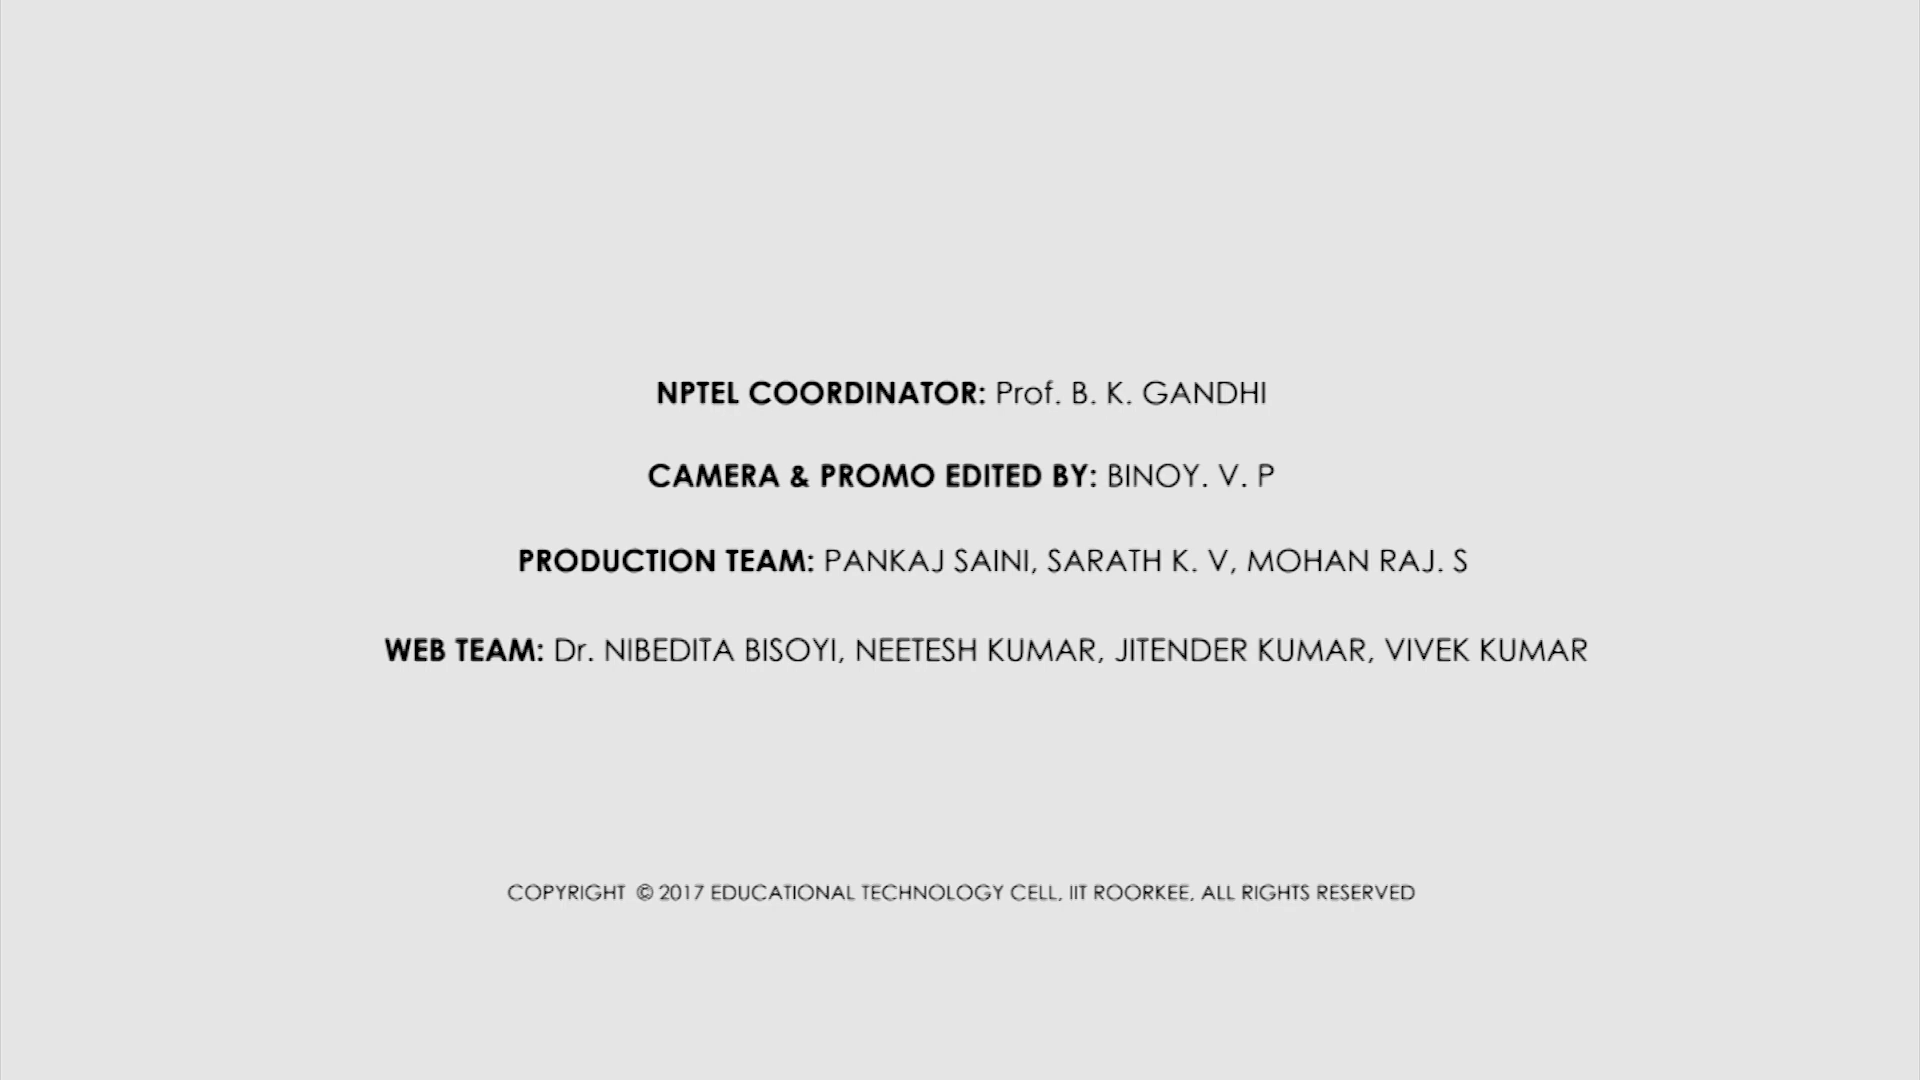 NPTEL COORDINATOR: Prof. B. K. GANDHI
CAMERA & PROMO EDITED BY: BINOY. V. P
PRODUCTION TEAM: PANKAJ SAINI, SARATH K. V, MOHAN RAJ. S
WEB TEAM: Dr. NIBEDITA BISOYI, NEETESH KUMAR, JITENDER KUMAR, VIVEK KUMAR
COPYRIGHT © 2017 EDUCATIONAL TECHNOLOGY CELL, IIT ROORKEE, ALL RIGHTS RESERVED